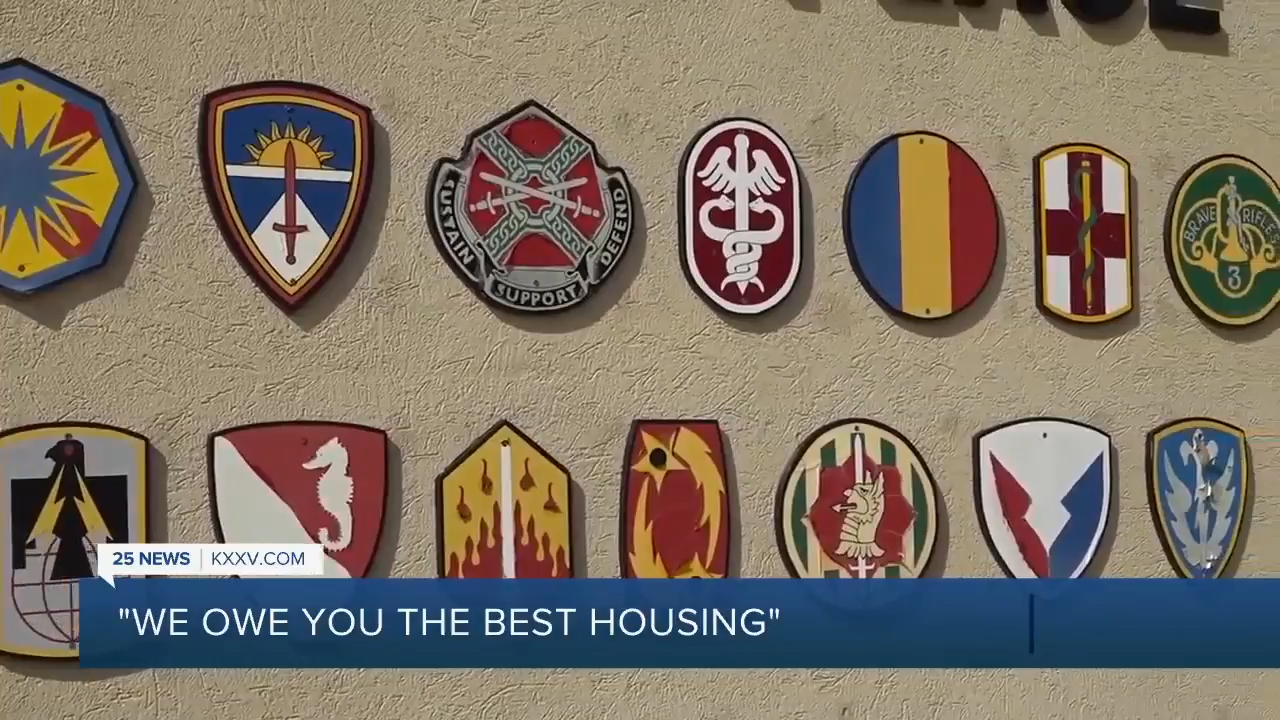 SUSTAIN
SUPPORT
DEFEND
BRAVE RIFLES
3
25 NEWS | KXXV.COM
"WE OWE YOU THE BEST HOUSING"